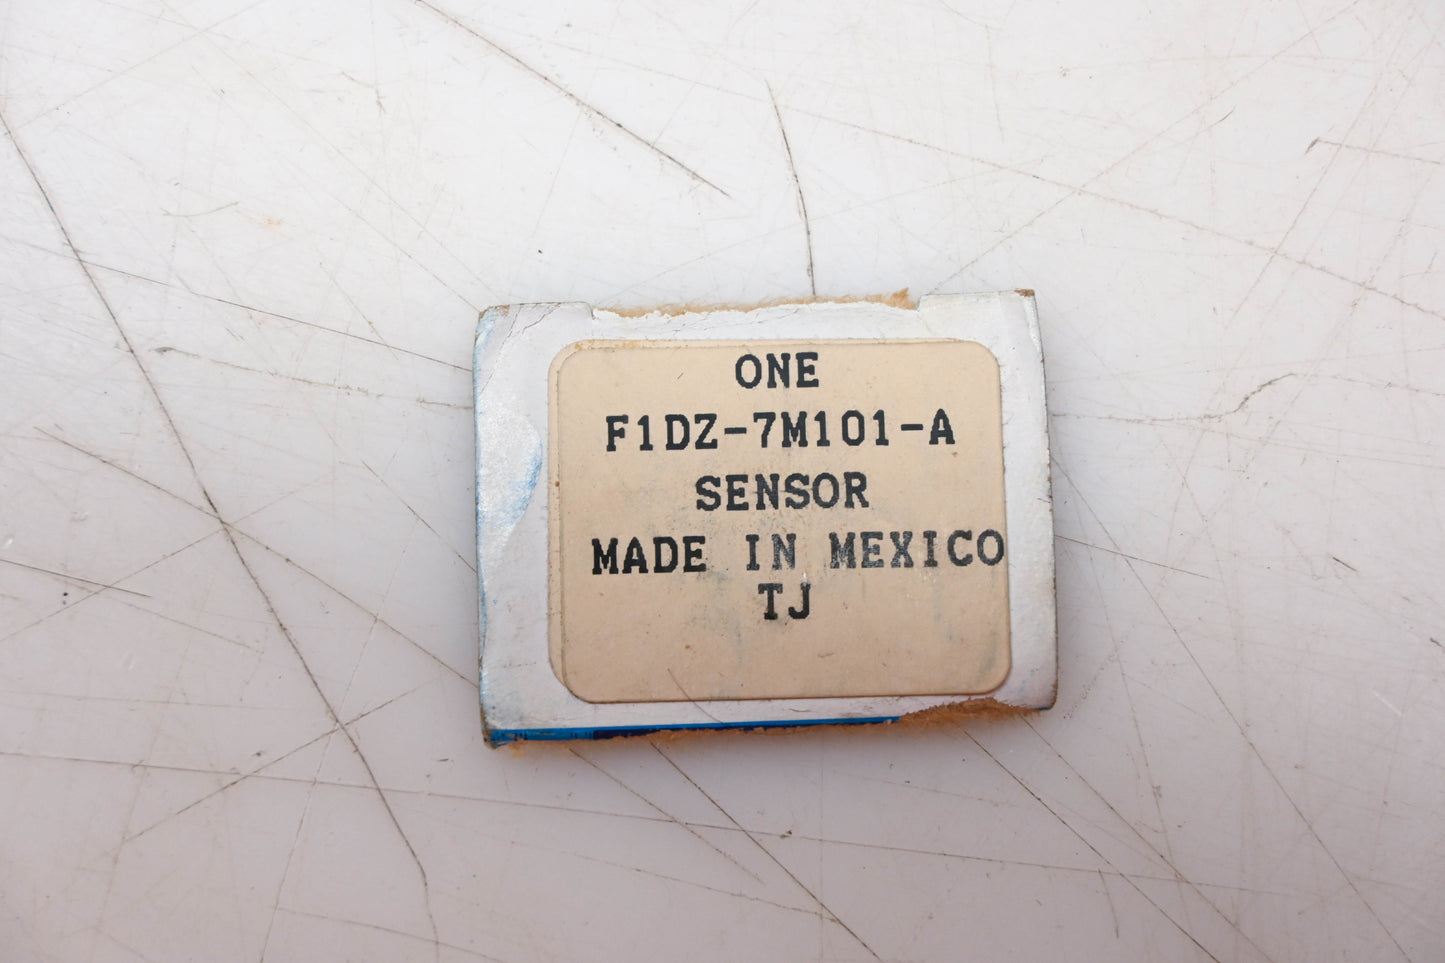 ONE
F1DZ-7M101-A
SENSOR
MADE IN MEXICO
TJ